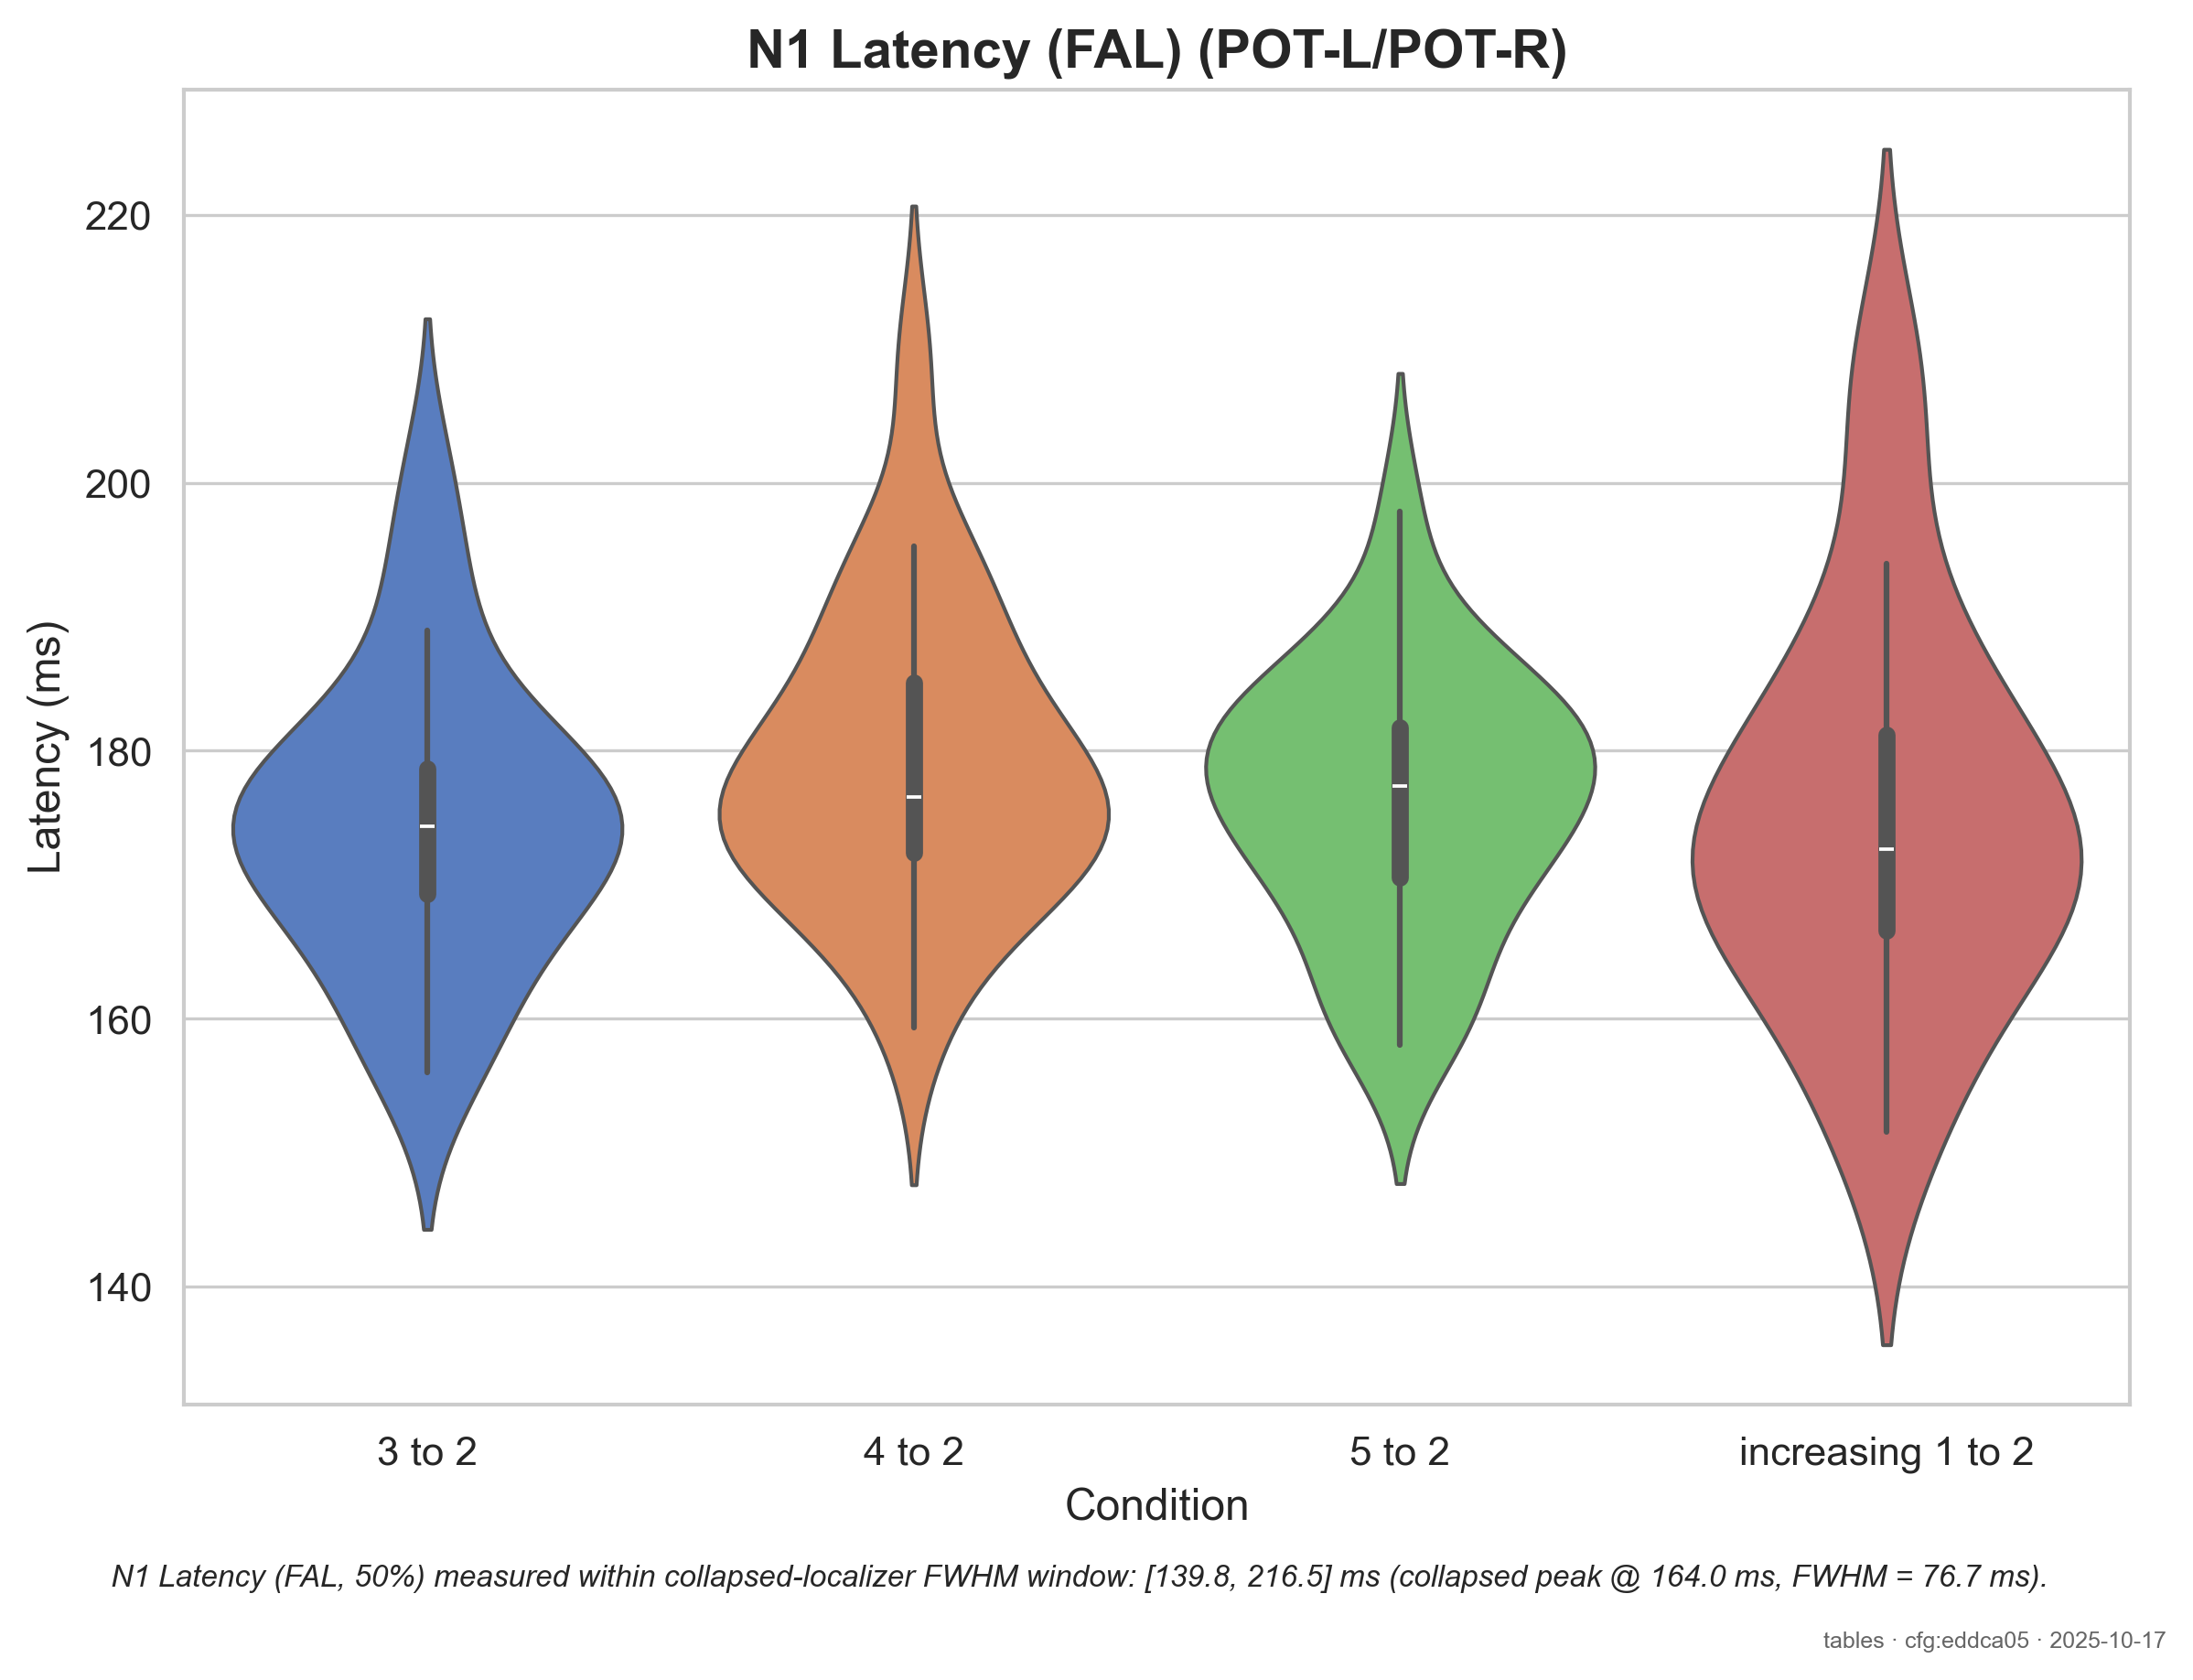 N1 Latency (FAL) (POT-L/POT-R)
Latency (ms)
220
200
180
160
140
3 to 2
4 to 2
5 to 2
increasing 1 to 2
Condition
N1 Latency (FAL, 50%) measured within collapsed-localizer FWHM window: [139.8, 216.5] ms (collapsed peak @ 164.0 ms, FWHM = 76.7 ms).
tables · cfg:eddca05 · 2025-10-17